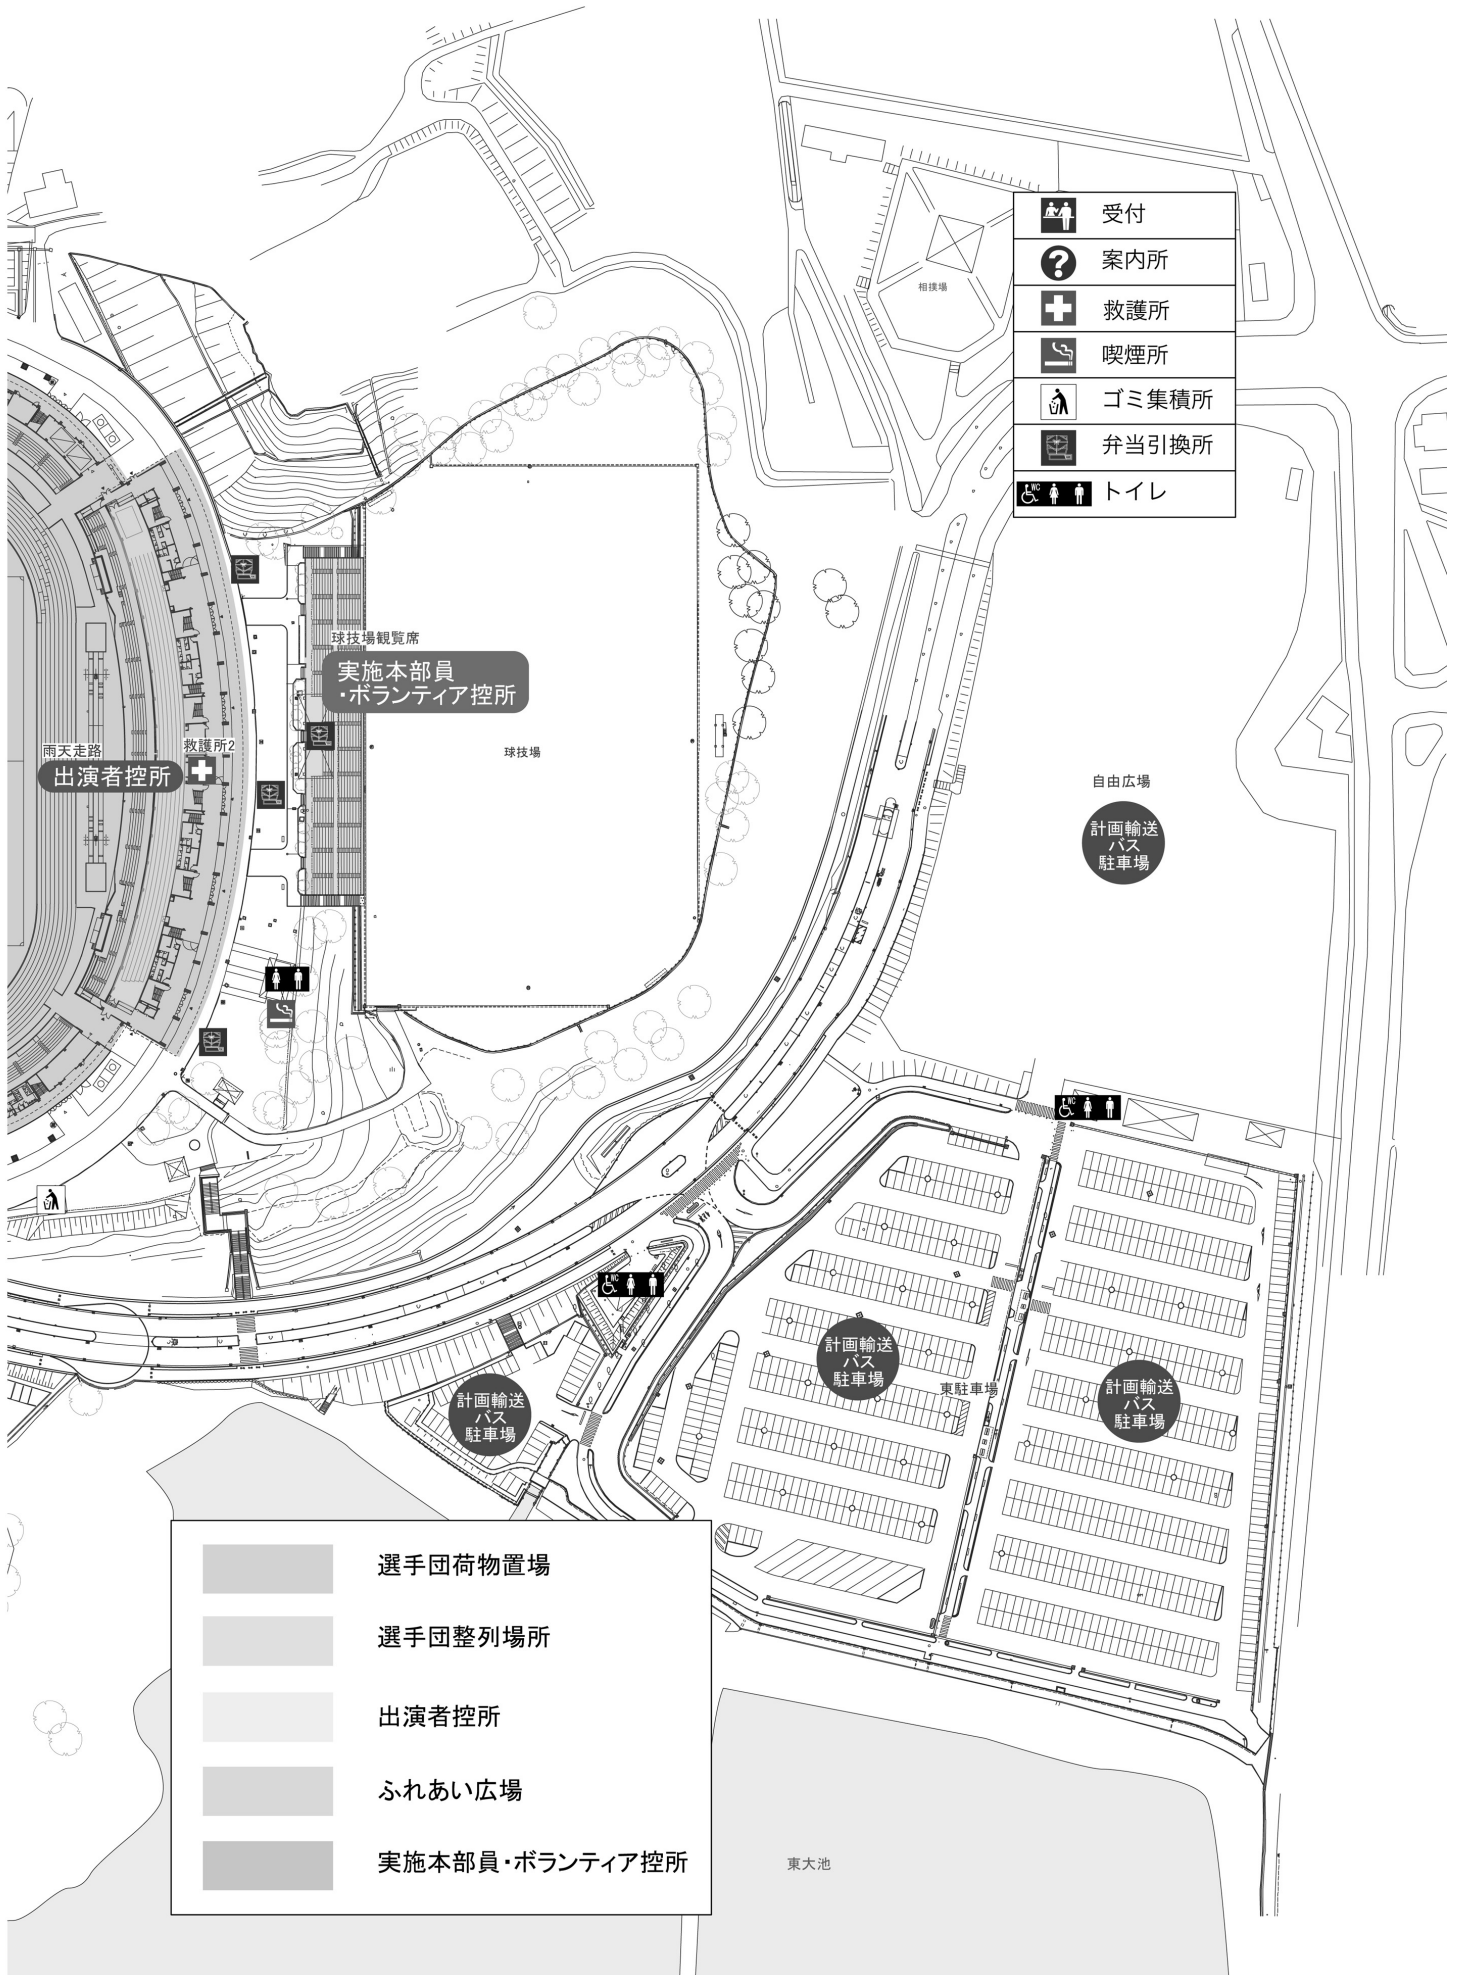 受付
案内所
救護所
喫煙所
ゴミ集積所
弁当引換所
WC
トイレ
相撲場
球技場観覧席
実施本部員
・ボランティア控所
球技場
雨天走路
出演者控所
救護所2
自由広場
計画輸送
バス
駐車場
WC
WC
計画輸送
バス
駐車場
東駐車場
計画輸送
バス
駐車場
計画輸送
バス
駐車場
選手団荷物置場
選手団整列場所
出演者控所
ふれあい広場
実施本部員・ボランティア控所
東大池